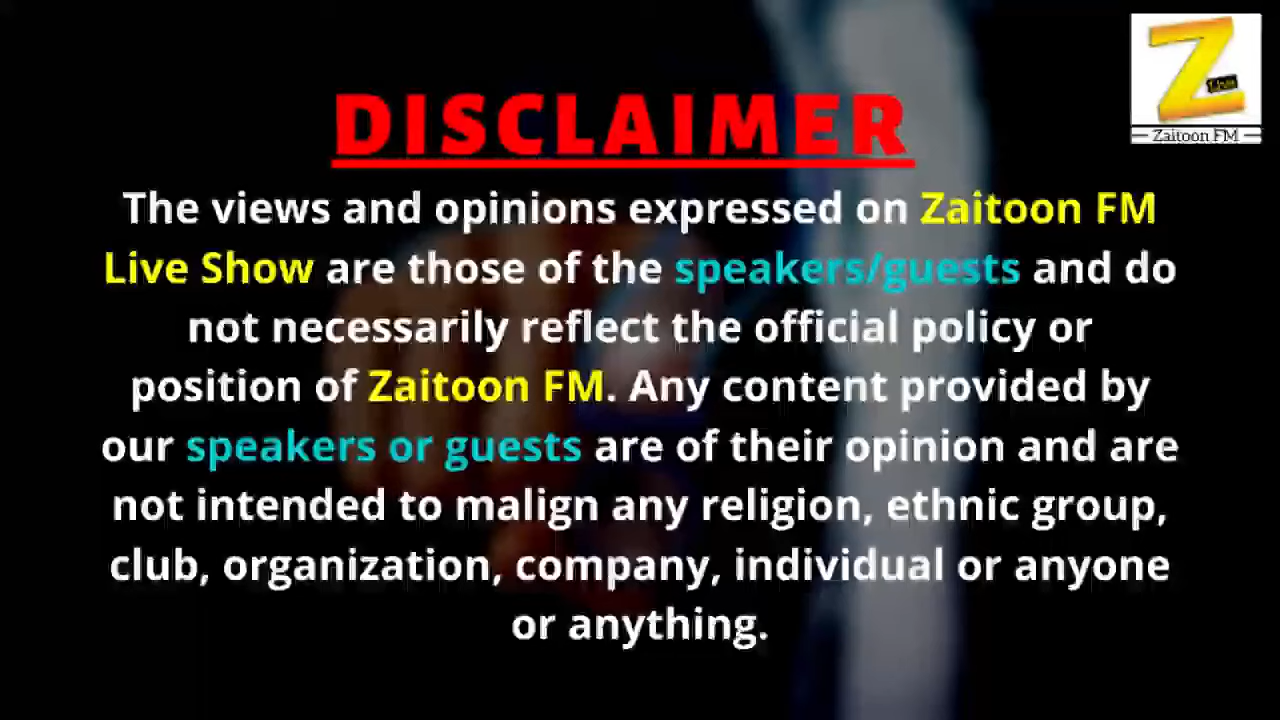 DISCLAIMER
The views and opinions expressed on Zaitoon FM
Live Show are those of the speakers/guests and do
not necessarily reflect the official policy or
position of Zaitoon FM. Any content provided by
our speakers or guests are of their opinion and are
not intended to malign any religion, ethnic group,
club, organization, company, individual or anyone
or anything.
Z
Live
Zaitoon FM